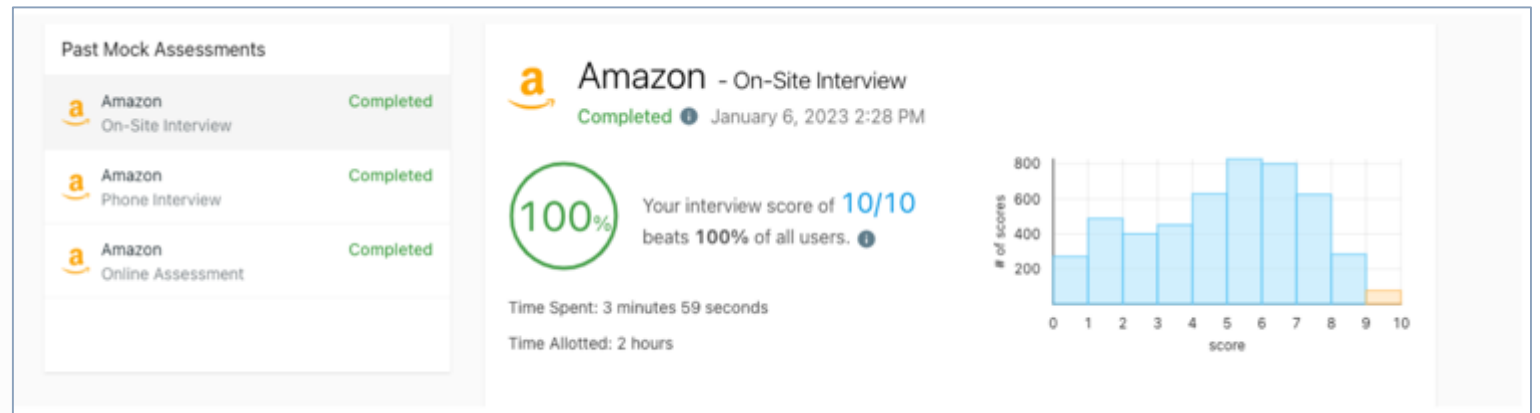 Past Mock Assessments
Amazon Completed
On-Site Interview
Amazon Completed
Phone Interview
Amazon Completed
Online Assessment
Amazon - On-Site Interview
Completed January 6, 2023 2:28 PM
100%
Your interview score of 10/10
beats 100% of all users.
Time Spent: 3 minutes 59 seconds
Time Allotted: 2 hours
# of scores
800
600
400
200
0 1 2 3 4 5 6 7 8 9 10
score